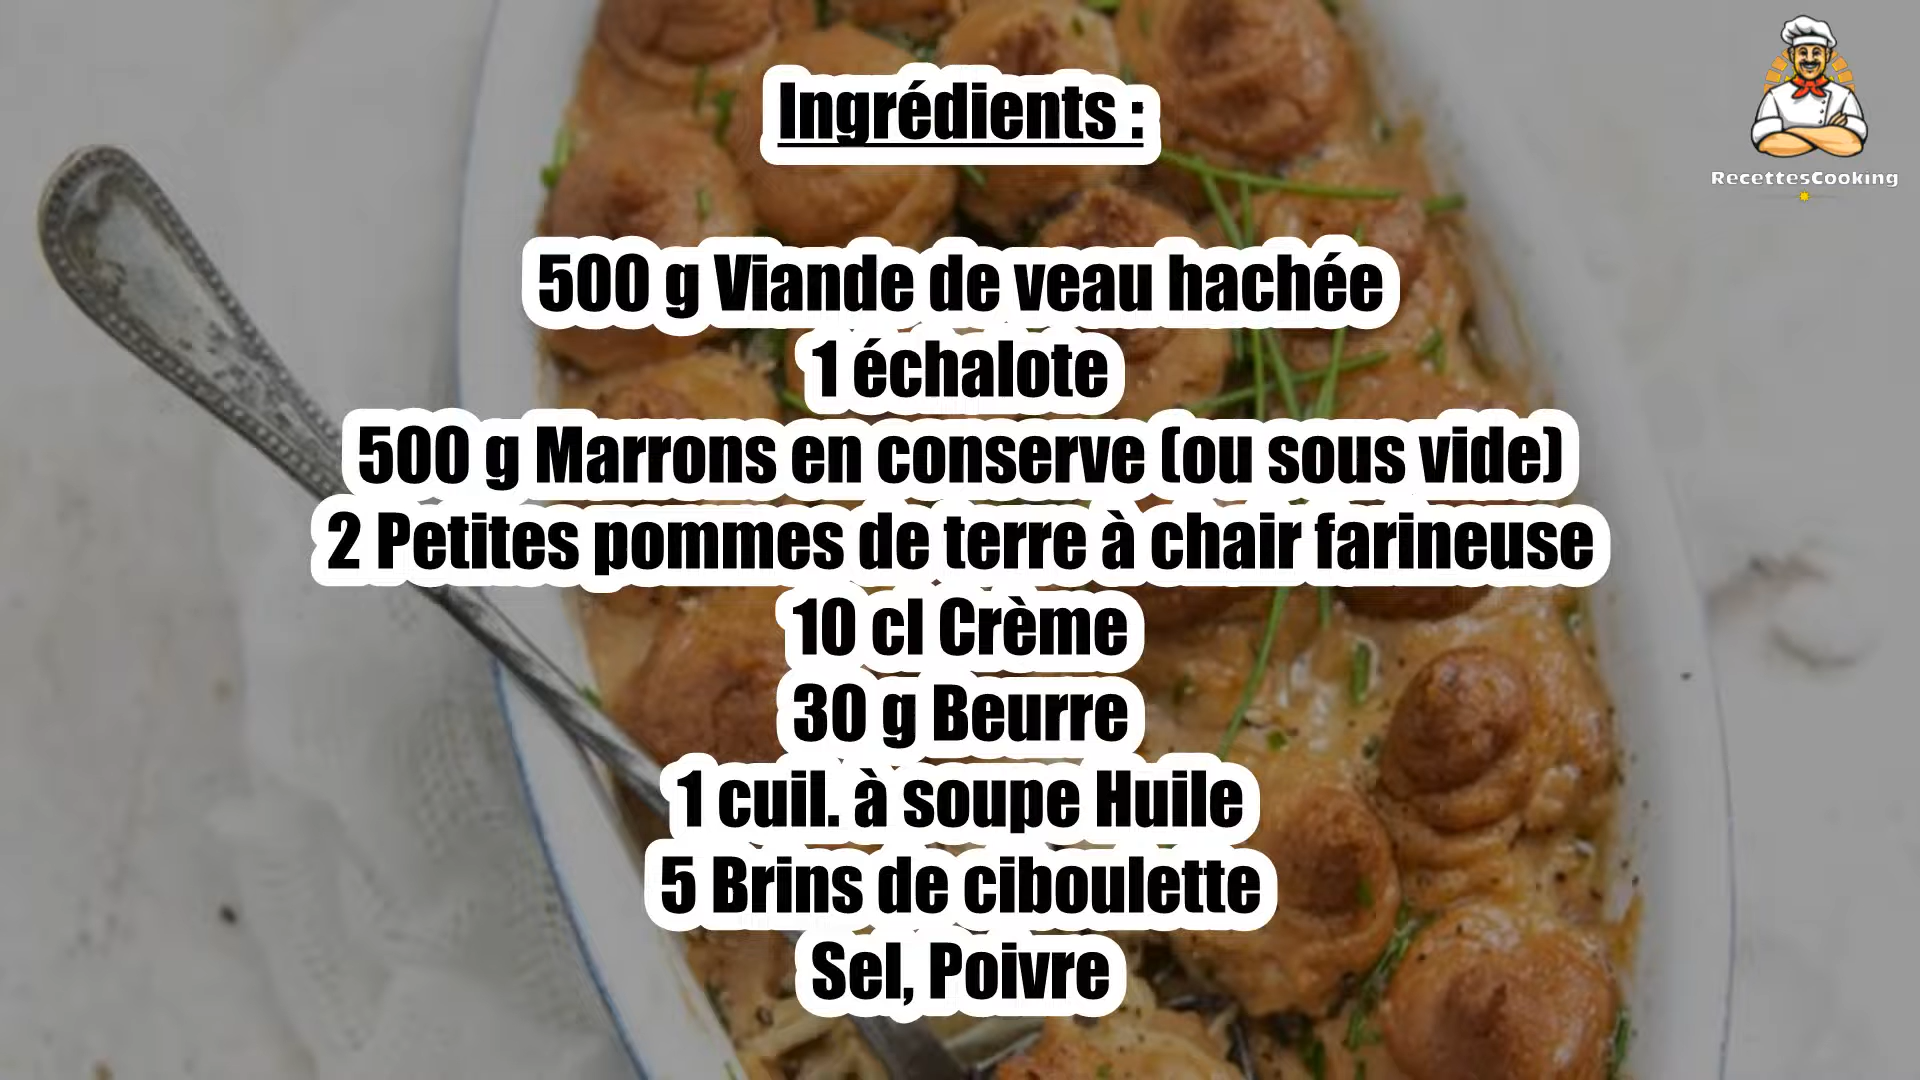 Ingrédients :
RecettesCooking
500 g Viande de veau hachée
1 échalote
500 g Marrons en conserve (ou sous vide)
2 Petites pommes de terre à chair farineuse
10 cl Crème
30 g Beurre
1 cuil. à soupe Huile
5 Brins de ciboulette
Sel, Poivre